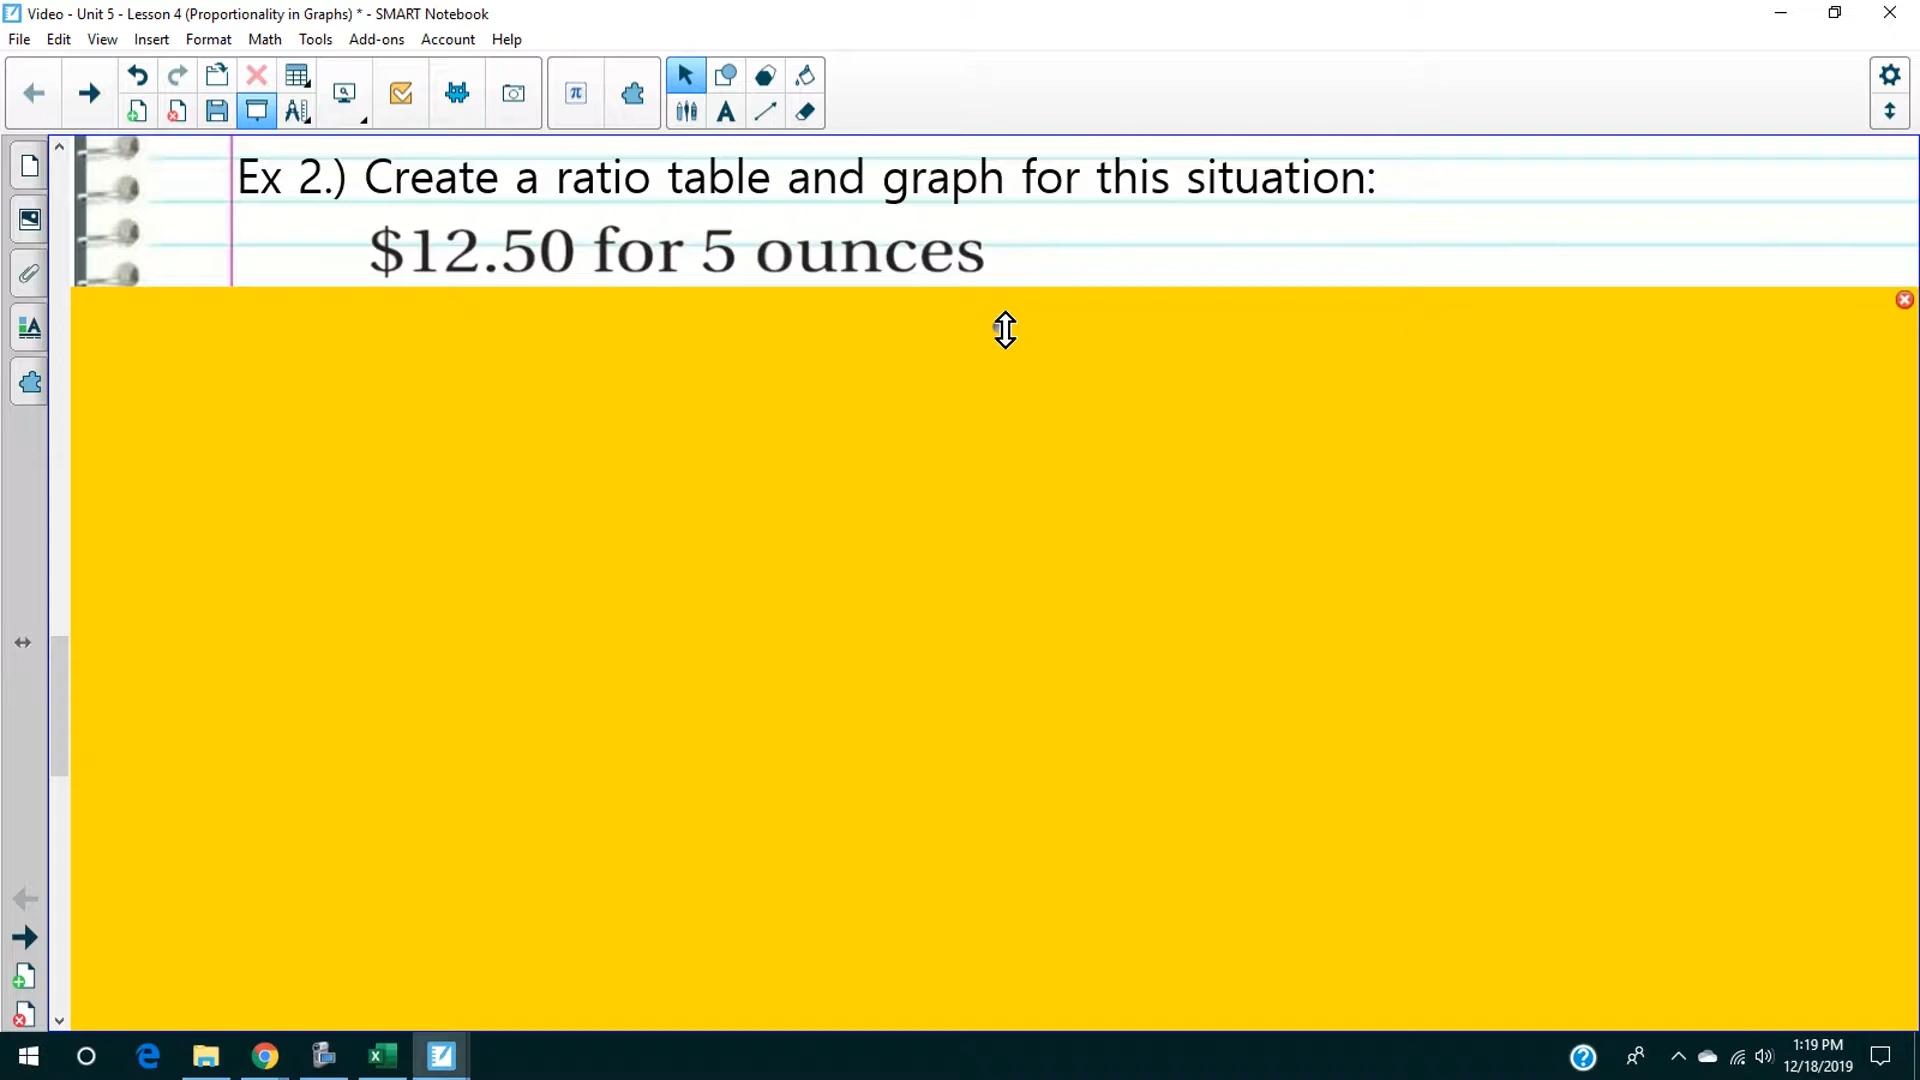 Video - Unit 5 - Lesson 4 (Proportionality in Graphs) * - SMART Notebook
File Edit View Insert Format Math Tools Add-ons Account Help
Ex 2.) Create a ratio table and graph for this situation:
$12.50 for 5 ounces
1:19 PM
12/18/2019